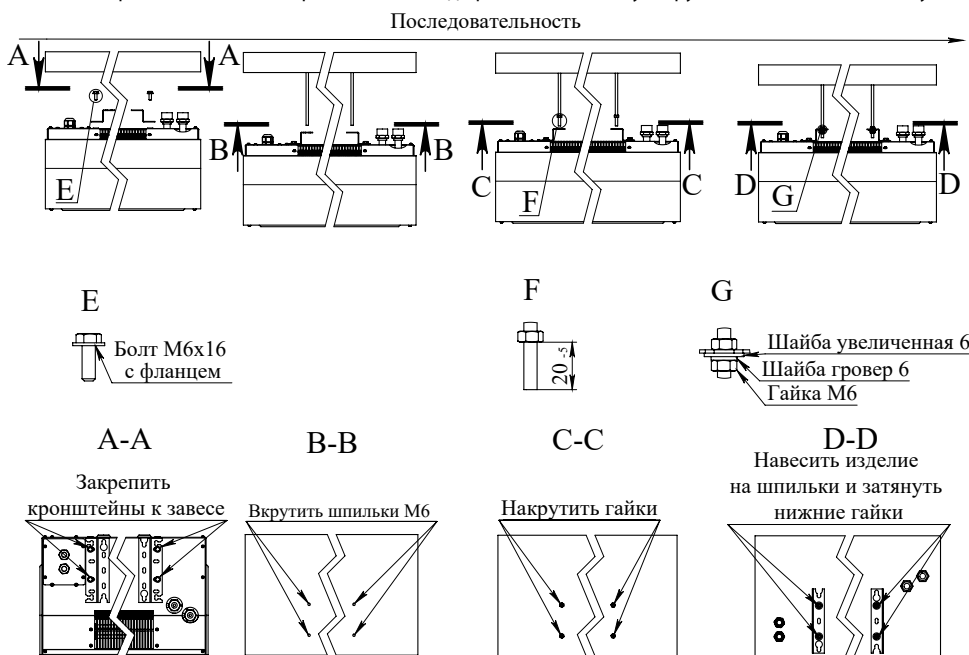 Последовательность
A
A
B
B
C
C
D
D
E
F
G
E
F
G
Болт М6х16
с фланцем
20-5
Шайба увеличенная 6
Шайба гровер 6
Гайка М6
A-A
B-B
C-C
D-D
Закрепить
кронштейны к завесе
Вкрутить шпильки М6
Накрутить гайки
Навесить изделие
на шпильки и затянуть
нижние гайки